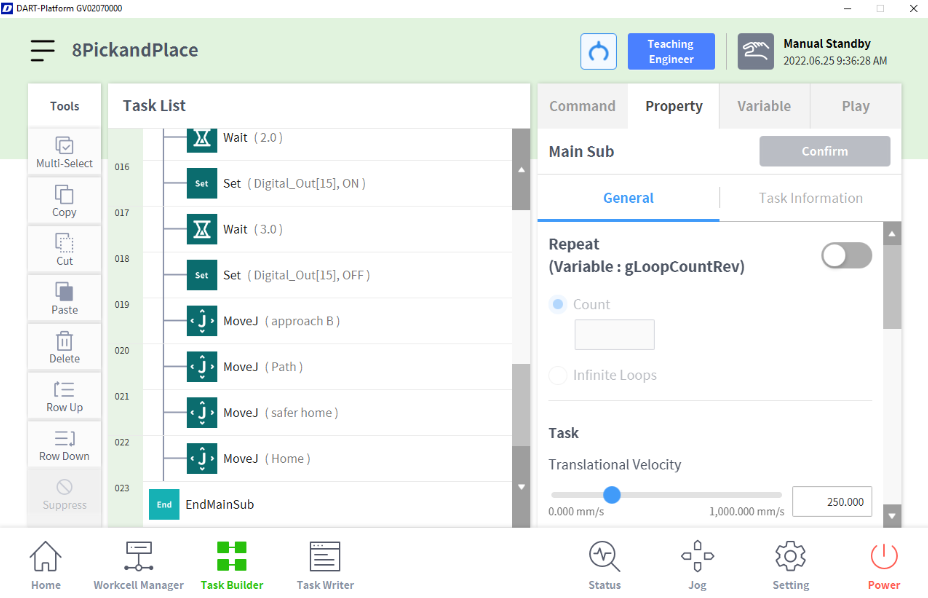 DART-Platform GV02070000
8PickandPlace
Teaching
Engineer
Manual Standby
2022.06.25 9:36:28 AM
Tools
Multi-Select
Copy
Cut
Paste
Delete
Row Up
Row Down
Suppress
Task List
Wait ( 2.0 )
016
Set Set ( Digital_Out[15], ON )
017
Wait ( 3.0 )
018
Set Set ( Digital_Out[15], OFF )
019
J MoveJ ( approach B )
020
J MoveJ ( Path )
021
J MoveJ ( safer home )
022
J MoveJ ( Home )
023
End EndMainSub
Command Property Variable Play
Main Sub Confirm
General Task Information
Repeat
(Variable : gLoopCountRev)
Count
Infinite Loops
Task
Translational Velocity
250.000
0.000 mm/s 1,000.000 mm/s
Home Workcell Manager Task Builder Task Writer Status Jog Setting Power